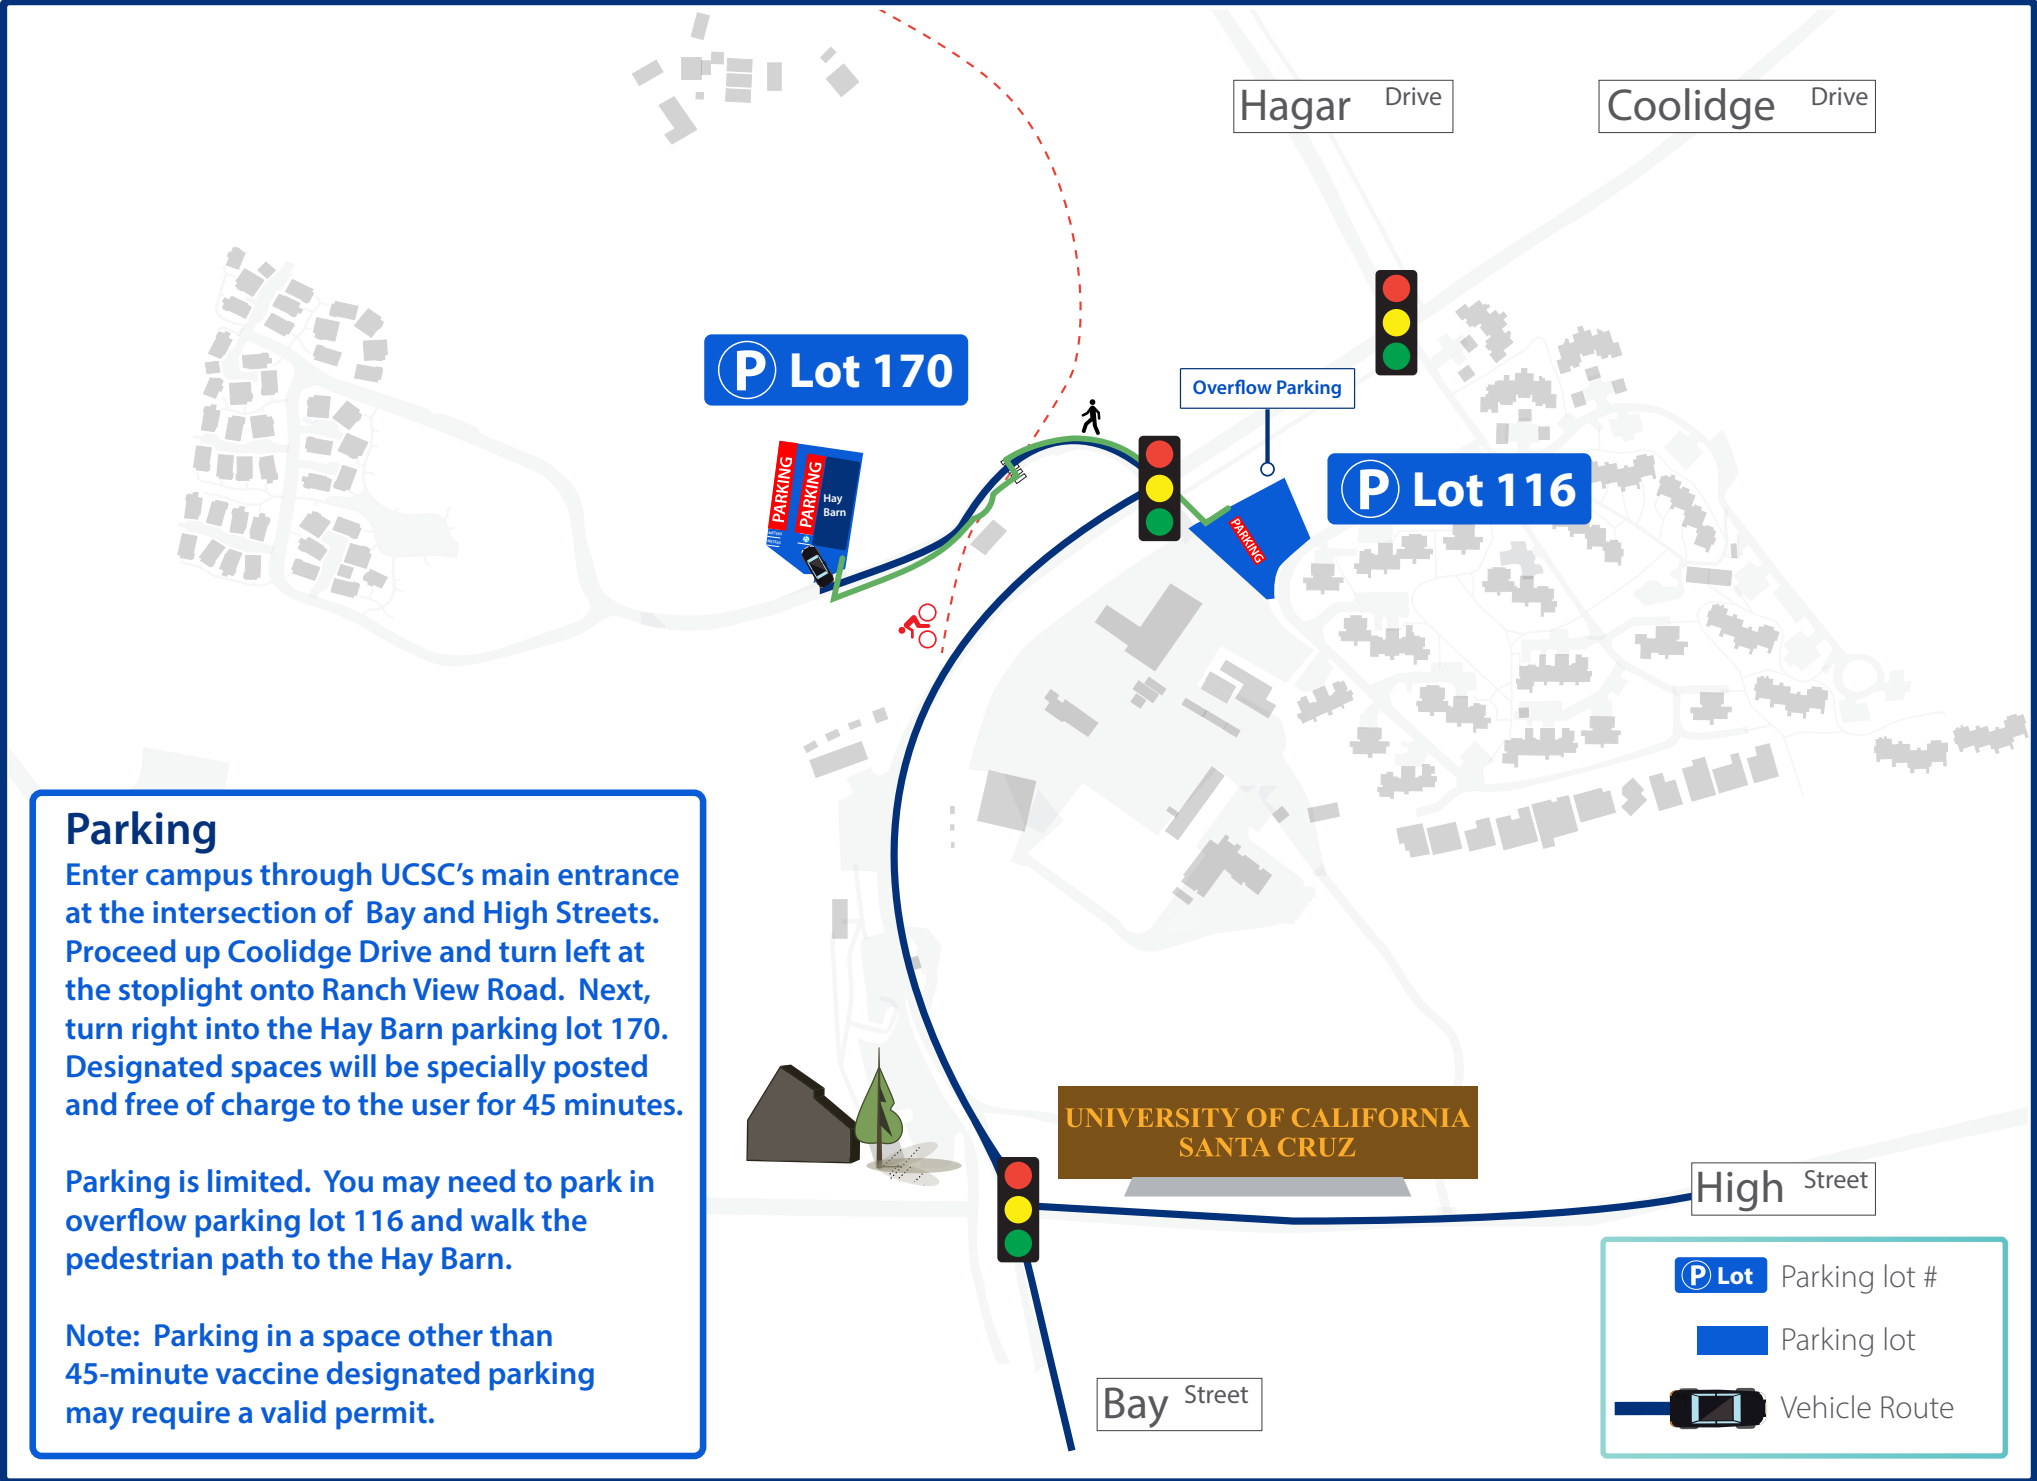 Hagar Drive
Coolidge Drive
P Lot 170
Overflow Parking
P Lot 116
PARKING
PARKING
Hay
Barn
PARKING
Parking
Enter campus through UCSC’s main entrance
at the intersection of  Bay and High Streets.
Proceed up Coolidge Drive and turn left at
the stoplight onto Ranch View Road.  Next,
turn right into the Hay Barn parking lot 170.
Designated spaces will be specially posted
and free of charge to the user for 45 minutes.
Parking is limited.  You may need to park in
overflow parking lot 116 and walk the
pedestrian path to the Hay Barn.
Note:  Parking in a space other than
45-minute vaccine designated parking
may require a valid permit.
UNIVERSITY OF CALIFORNIA
SANTA CRUZ
High Street
Bay Street
P Lot Parking lot #
Parking lot
Vehicle Route